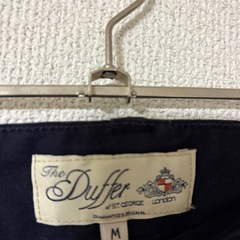 The
Duffer
of ST. GEORGE London
GUARANTEED ORIGINAL
M